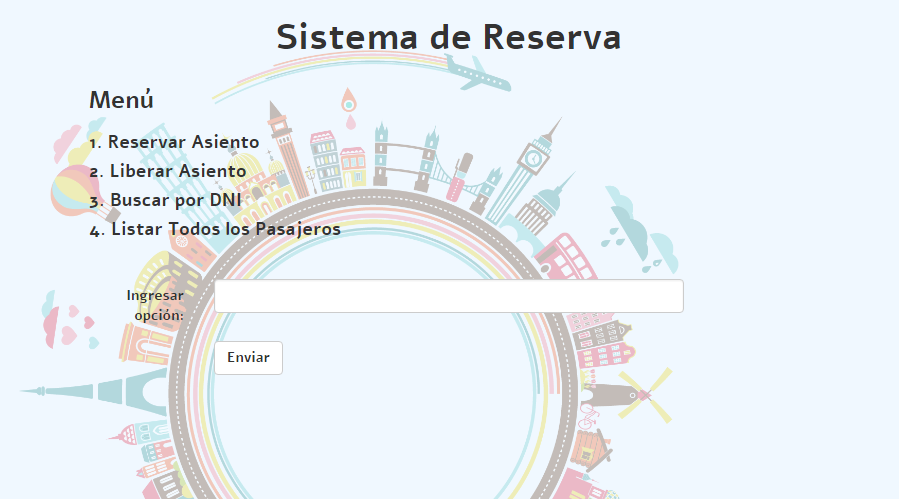 Sistema de Reserva
Menú
1. Reservar Asiento
2. Liberar Asiento
3. Buscar por DNI
4. Listar Todos los Pasajeros
Ingresar
opción:
Enviar